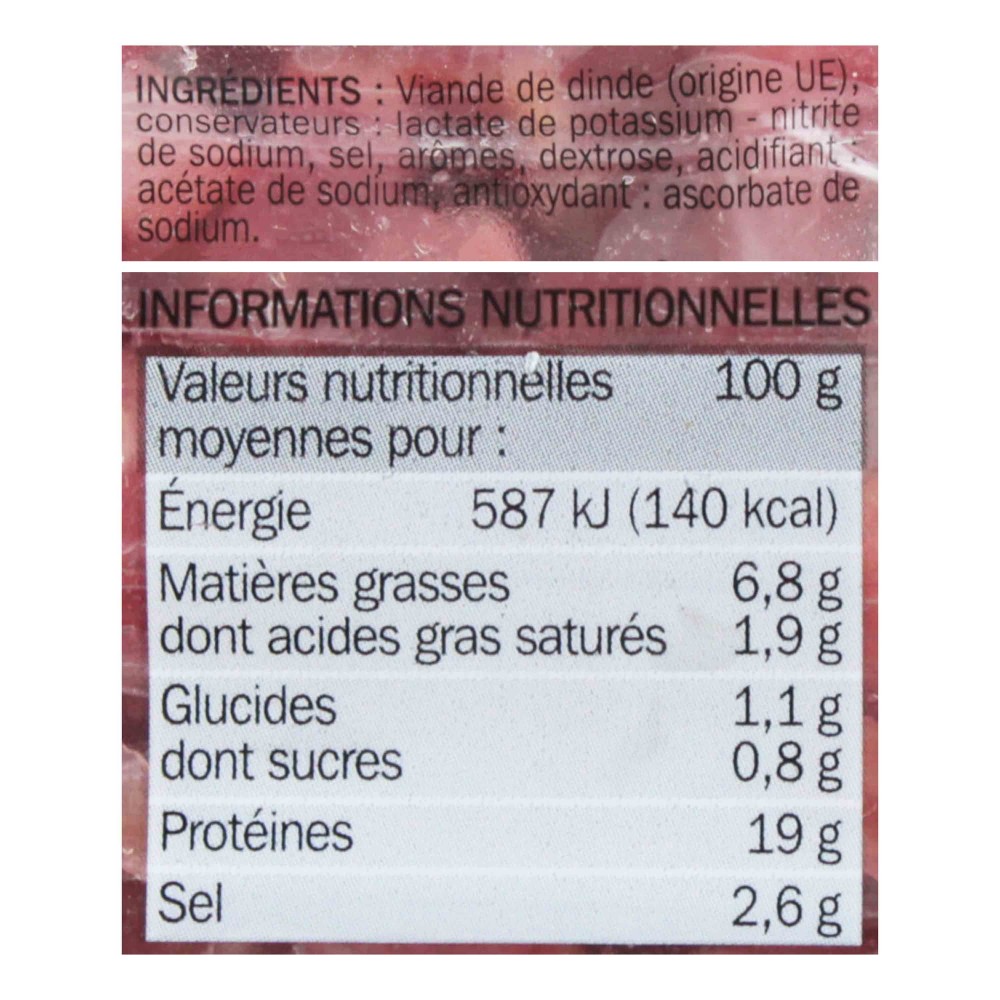 INGRÉDIENTS : Viande de dinde (origine UE);
conservateurs : lactate de potassium - nitrite
de sodium, sel, arômes, dextrose, acidifiant :
acétate de sodium, antioxydant : ascorbate de
sodium.
INFORMATIONS NUTRITIONNELLES
Valeurs nutritionnelles 100 g
moyennes pour :
Énergie 587 kJ (140 kcal)
Matières grasses 6,8 g
dont acides gras saturés 1,9 g
Glucides 1,1 g
dont sucres 0,8 g
Protéines 19 g
Sel 2,6 g